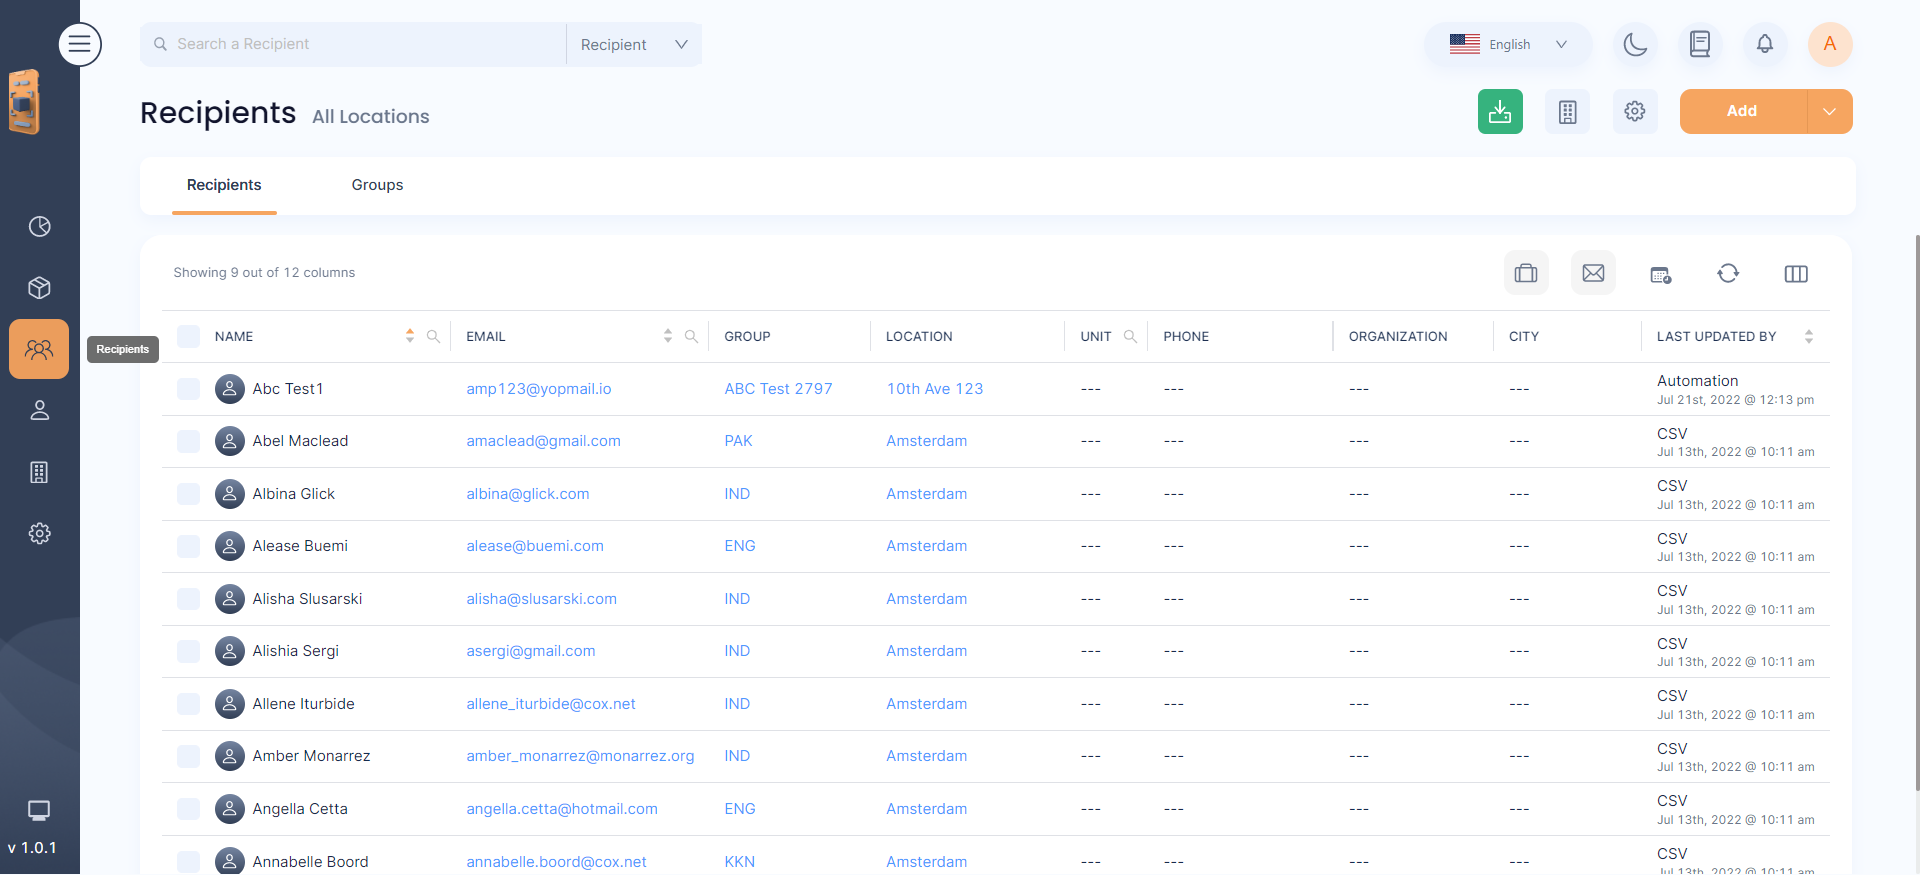 Search a Recipient
Recipient
English
A
Recipients All Locations
Add
Recipients Groups
Showing 9 out of 12 columns
NAME EMAIL GROUP LOCATION UNIT PHONE ORGANIZATION CITY LAST UPDATED BY
Recipients
Abc Test1 amp123@yopmail.io ABC Test 2797 10th Ave 123 --- --- --- --- Automation
Jul 21st, 2022 @ 12:13 pm
Abel Maclead amaclead@gmail.com PAK Amsterdam --- --- --- --- CSV
Jul 13th, 2022 @ 10:11 am
Albina Glick albina@glick.com IND Amsterdam --- --- --- --- CSV
Jul 13th, 2022 @ 10:11 am
Alease Buemi alease@buemi.com ENG Amsterdam --- --- --- --- CSV
Jul 13th, 2022 @ 10:11 am
Alisha Slusarski alisha@slusarski.com IND Amsterdam --- --- --- --- CSV
Jul 13th, 2022 @ 10:11 am
Alishia Sergi asergi@gmail.com IND Amsterdam --- --- --- --- CSV
Jul 13th, 2022 @ 10:11 am
Allene Iturbide allene_iturbide@cox.net IND Amsterdam --- --- --- --- CSV
Jul 13th, 2022 @ 10:11 am
Amber Monarrez amber_monarrez@monarrez.org IND Amsterdam --- --- --- --- CSV
Jul 13th, 2022 @ 10:11 am
Angella Cetta angella.cetta@hotmail.com ENG Amsterdam --- --- --- --- CSV
Jul 13th, 2022 @ 10:11 am
Annabelle Boord annabelle.boord@cox.net KKN Amsterdam --- --- --- --- CSV
Jul 13th, 2022 @ 10:11 am
v 1.0.1